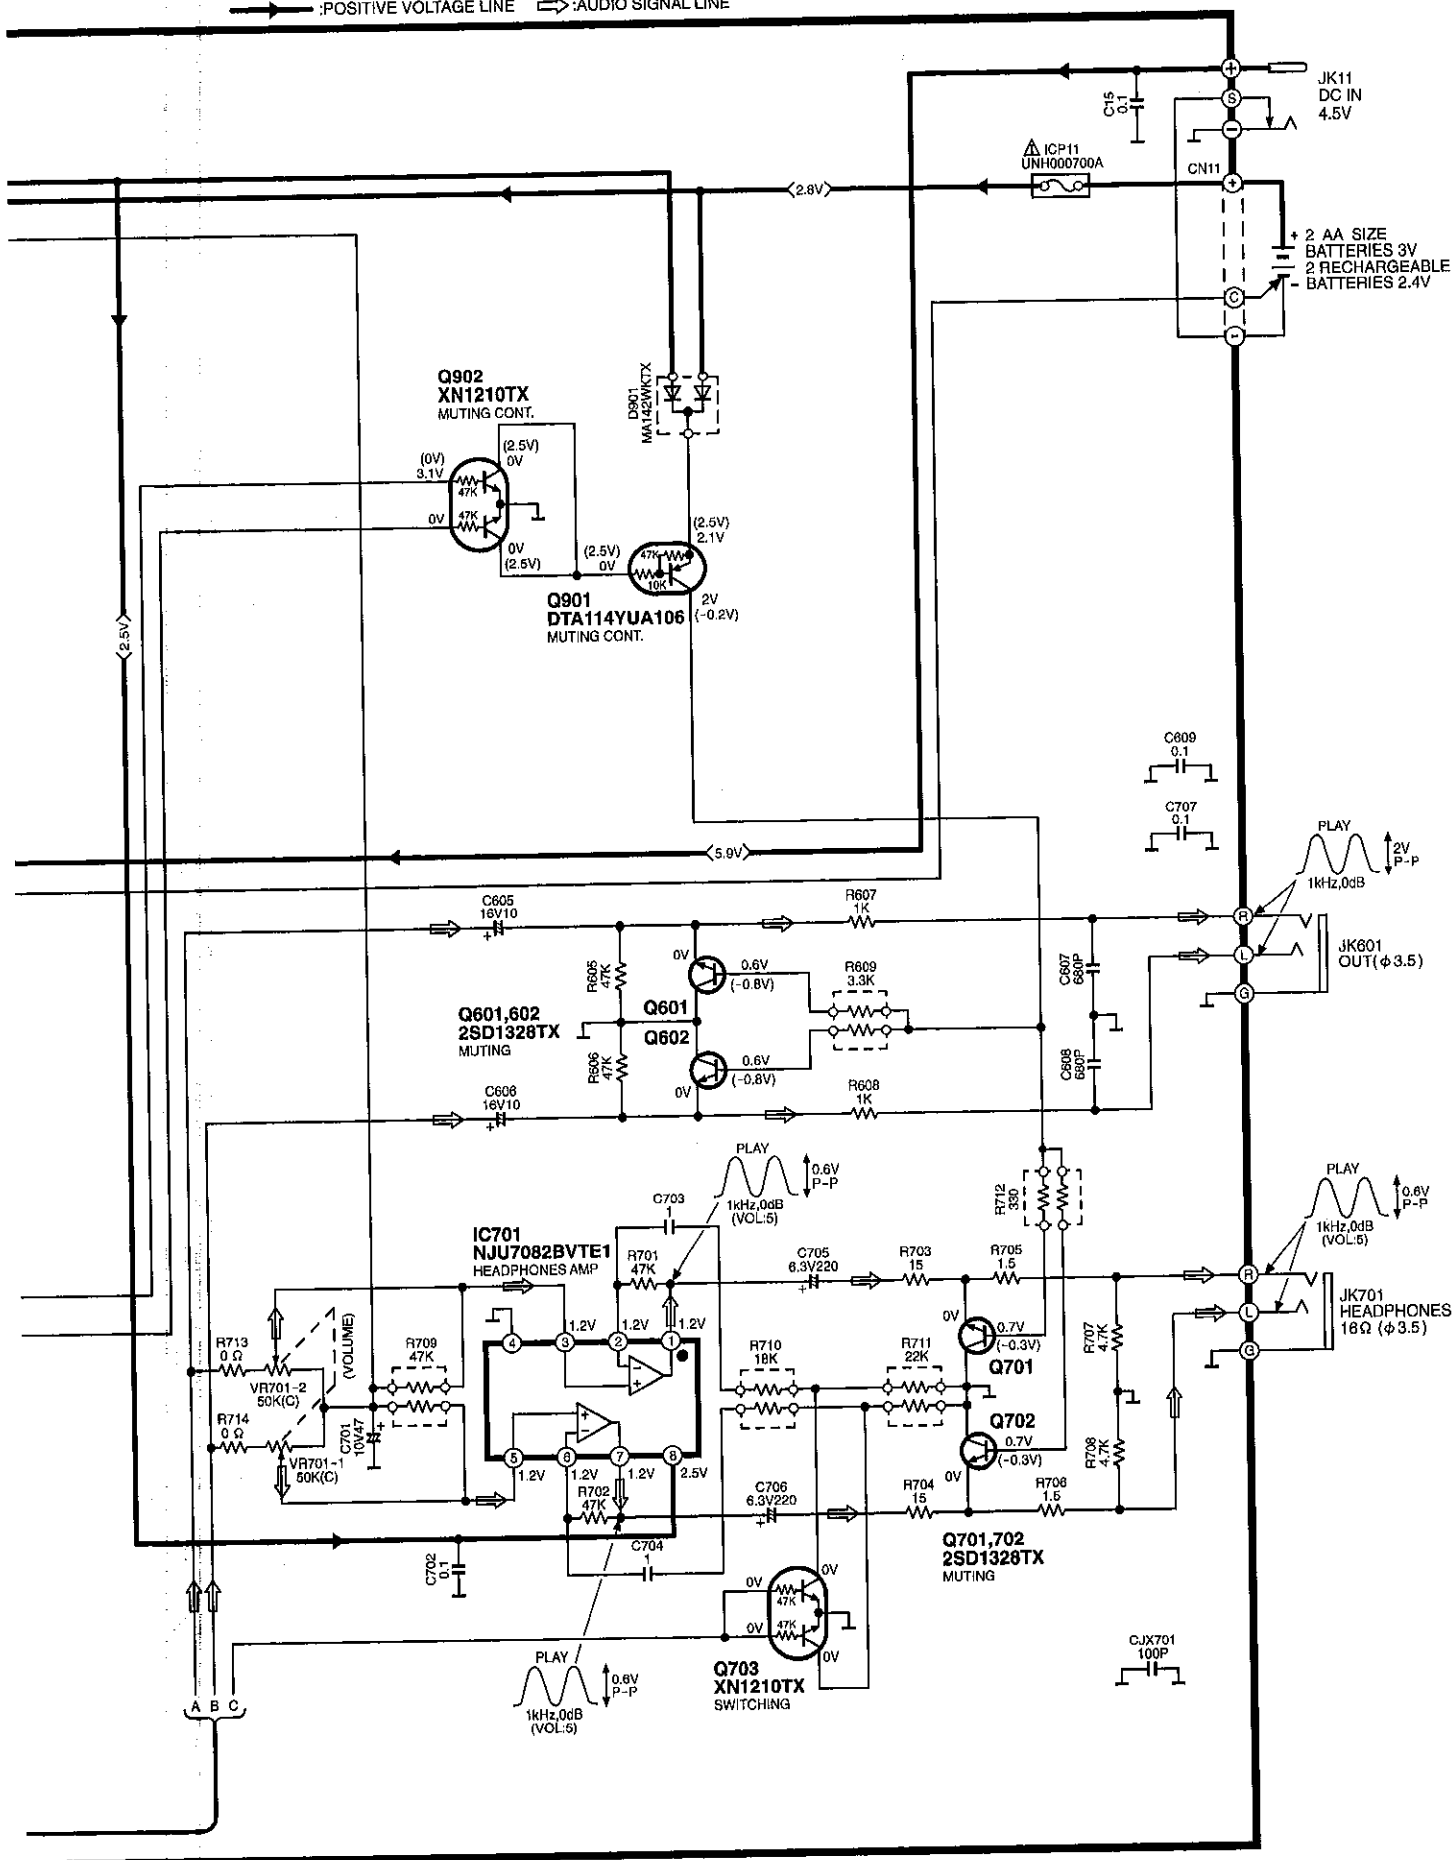 :POSITIVE VOLTAGE LINE :AUDIO SIGNAL LINE
JK11
DC IN
4.5V
C15
0.1
+
S
−
ICP11
UNH000700A
CN11
+
2.8V
+ 2 AA SIZE
BATTERIES 3V
2 RECHARGEABLE
- BATTERIES 2.4V
C
-
Q902
XN1210TX
MUTING CONT.
D901
MA142WKTX
(2.5V)
0V
(0V)
3.1V
47K
47K
0V
0V
(2.5V)
(2.5V)
0V
(2.5V)
2.1V
47K
10K
2V
(-0.2V)
Q901
DTA114YUA106
MUTING CONT.
2.5V
C609
0.1
C707
0.1
5.9V
PLAY
2V
P-P
1kHz,0dB
C605
16V10
+
R607
1K
R
L
G
JK601
OUT(ϕ3.5)
R605
47K
0V
0.6V
(-0.8V)
R609
3.3K
C607
680P
Q601,602
2SD1328TX
MUTING
Q601
Q602
R606
47K
0.6V
(-0.8V)
0V
C608
680P
C606
16V10
+
R608
1K
PLAY
0.6V
P-P
1kHz,0dB
(VOL:5)
R712
330
PLAY
0.6V
P-P
1kHz,0dB
(VOL:5)
C703
1
IC701
NJU7082BVTE1
HEADPHONES AMP
R701
47K
C705
6.3V220
+
R703
15
R705
1.5
R
L
G
JK701
HEADPHONES
16Ω (ϕ3.5)
0V
0.7V
(-0.3V)
Q701
R707
4.7K
1.2V
1.2V
1.2V
4
3
2
1
R713
0 Ω
VR701-2
50K(C)
(VOLUME)
R709
47K
R710
18K
R711
22K
R714
0 Ω
VR701-1
50K(C)
C701
10V47
+
5
6
7
8
1.2V
1.2V
1.2V
2.5V
Q702
0.7V
(-0.3V)
0V
R708
4.7K
R702
47K
C706
6.3V220
+
R704
15
R706
1.5
C702
0.1
C704
1
Q701,702
2SD1328TX
MUTING
0V
0V
47K
47K
0V
0V
Q703
XN1210TX
SWITCHING
CJX701
100P
PLAY
0.6V
P-P
1kHz,0dB
(VOL:5)
A B C